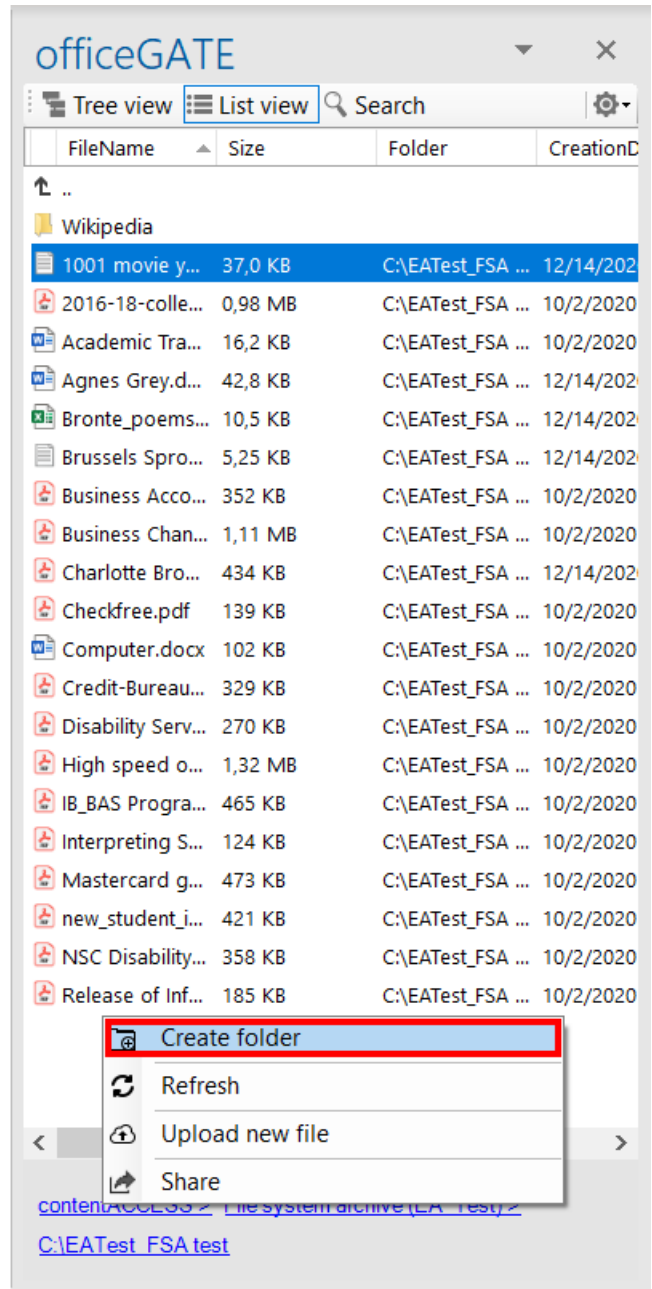 officeGATE
Tree view List view Search
FileName Size Folder CreationD
..
Wikipedia
1001 movie y... 37,0 KB C:\EATest_FSA ... 12/14/202
2016-18-colle... 0,98 MB C:\EATest_FSA ... 10/2/2020
Academic Tra... 16,2 KB C:\EATest_FSA ... 10/2/2020
Agnes Grey.d... 42,8 KB C:\EATest_FSA ... 12/14/202
Bronte_poems... 10,5 KB C:\EATest_FSA ... 12/14/202
Brussels Spro... 5,25 KB C:\EATest_FSA ... 12/14/202
Business Acco... 352 KB C:\EATest_FSA ... 10/2/2020
Business Chan... 1,11 MB C:\EATest_FSA ... 10/2/2020
Charlotte Bro... 434 KB C:\EATest_FSA ... 12/14/202
Checkfree.pdf 139 KB C:\EATest_FSA ... 10/2/2020
Computer.docx 102 KB C:\EATest_FSA ... 10/2/2020
Credit-Bureau... 329 KB C:\EATest_FSA ... 10/2/2020
Disability Serv... 270 KB C:\EATest_FSA ... 10/2/2020
High speed o... 1,32 MB C:\EATest_FSA ... 10/2/2020
IB_BAS Progra... 465 KB C:\EATest_FSA ... 10/2/2020
Interpreting S... 124 KB C:\EATest_FSA ... 10/2/2020
Mastercard g... 473 KB C:\EATest_FSA ... 10/2/2020
new_student_i... 421 KB C:\EATest_FSA ... 10/2/2020
NSC Disability... 358 KB C:\EATest_FSA ... 10/2/2020
Release of Inf... 185 KB C:\EATest_FSA ... 10/2/2020
Create folder
Refresh
Upload new file
Share
contentACCESS > File system archive (EA_Test) >
C:\EATest_FSA test